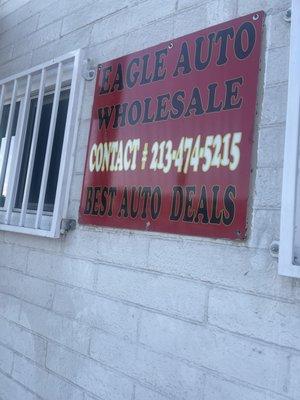 EAGLE AUTO
WHOLESALE
CONTACT # 213-474-5215
BEST AUTO DEALS